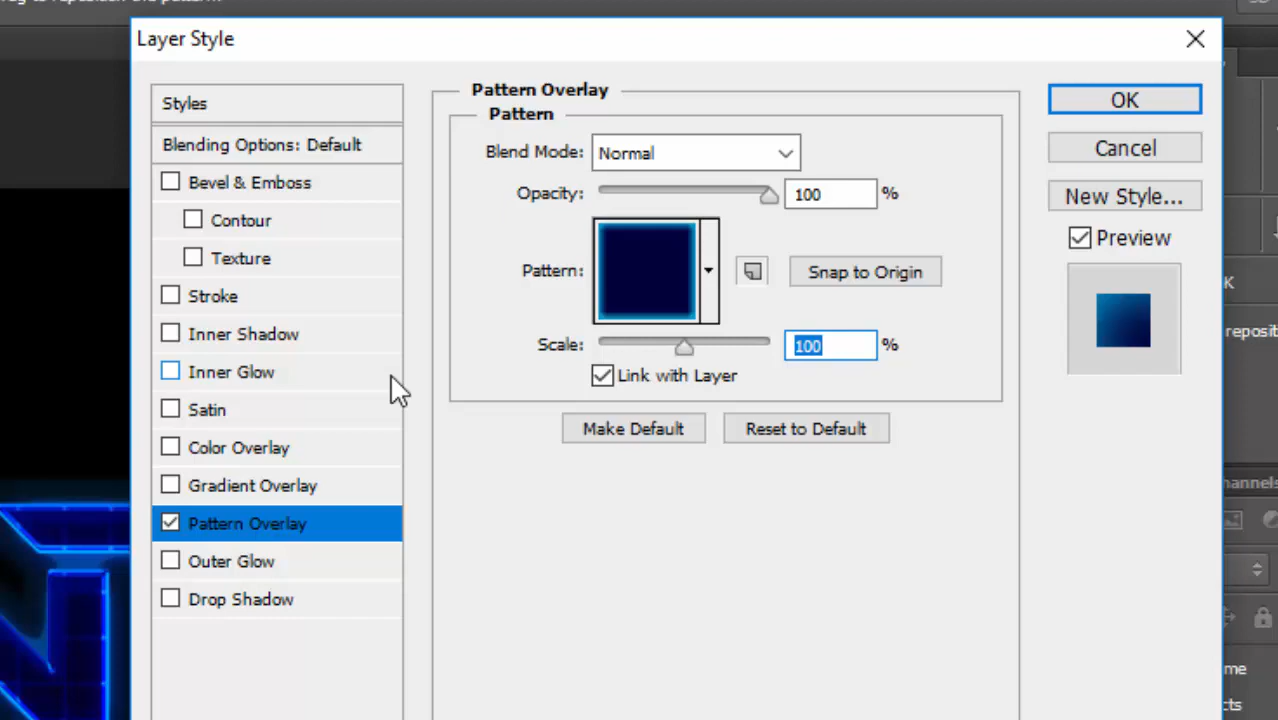 Layer Style
Styles
Blending Options: Default
Bevel & Emboss
Contour
Texture
Stroke
Inner Shadow
Inner Glow
Satin
Color Overlay
Gradient Overlay
Pattern Overlay
Outer Glow
Drop Shadow
Pattern Overlay
Pattern
Blend Mode: Normal
Opacity: 100 %
Pattern: Snap to Origin
Scale: 100 %
Link with Layer
Make Default Reset to Default
OK
Cancel
New Style...
Preview